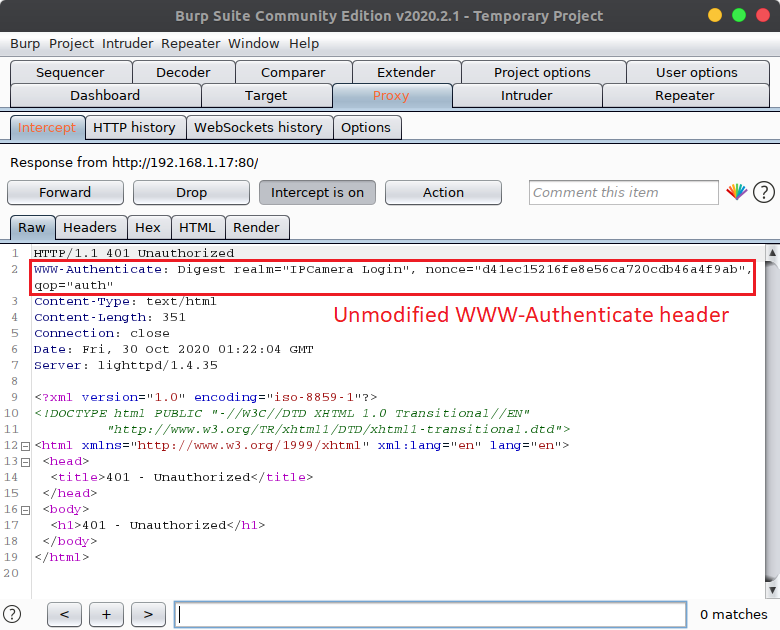 Burp Suite Community Edition v2020.2.1 - Temporary Project
Burp Project Intruder Repeater Window Help
Sequencer Decoder Comparer Extender Project options User options
Dashboard Target Proxy Intruder Repeater
Intercept HTTP history WebSockets history Options
Response from http://192.168.1.17:80/
Forward Drop Intercept is on Action Comment this item ?
Raw Headers Hex HTML Render
1 HTTP/1.1 401 Unauthorized
2 WWW-Authenticate: Digest realm="IPCamera Login", nonce="d41ec15216fe8e56ca720cdb46a4f9ab",
qop="auth"
3 Content-Type: text/html
4 Content-Length: 351
Unmodified WWW-Authenticate header
5 Connection: close
6 Date: Fri, 30 Oct 2020 01:22:04 GMT
7 Server: lighttpd/1.4.35
8
9 <?xml version="1.0" encoding="iso-8859-1"?>
10 <!DOCTYPE html PUBLIC "-//W3C//DTD XHTML 1.0 Transitional//EN"
11 "http://www.w3.org/TR/xhtml1/DTD/xhtml1-transitional.dtd">
12 <html xmlns="http://www.w3.org/1999/xhtml" xml:lang="en" lang="en">
13 <head>
14 <title>401 - Unauthorized</title>
15 </head>
16 <body>
17 <h1>401 - Unauthorized</h1>
18 </body>
19 </html>
20
? < + > 0 matches